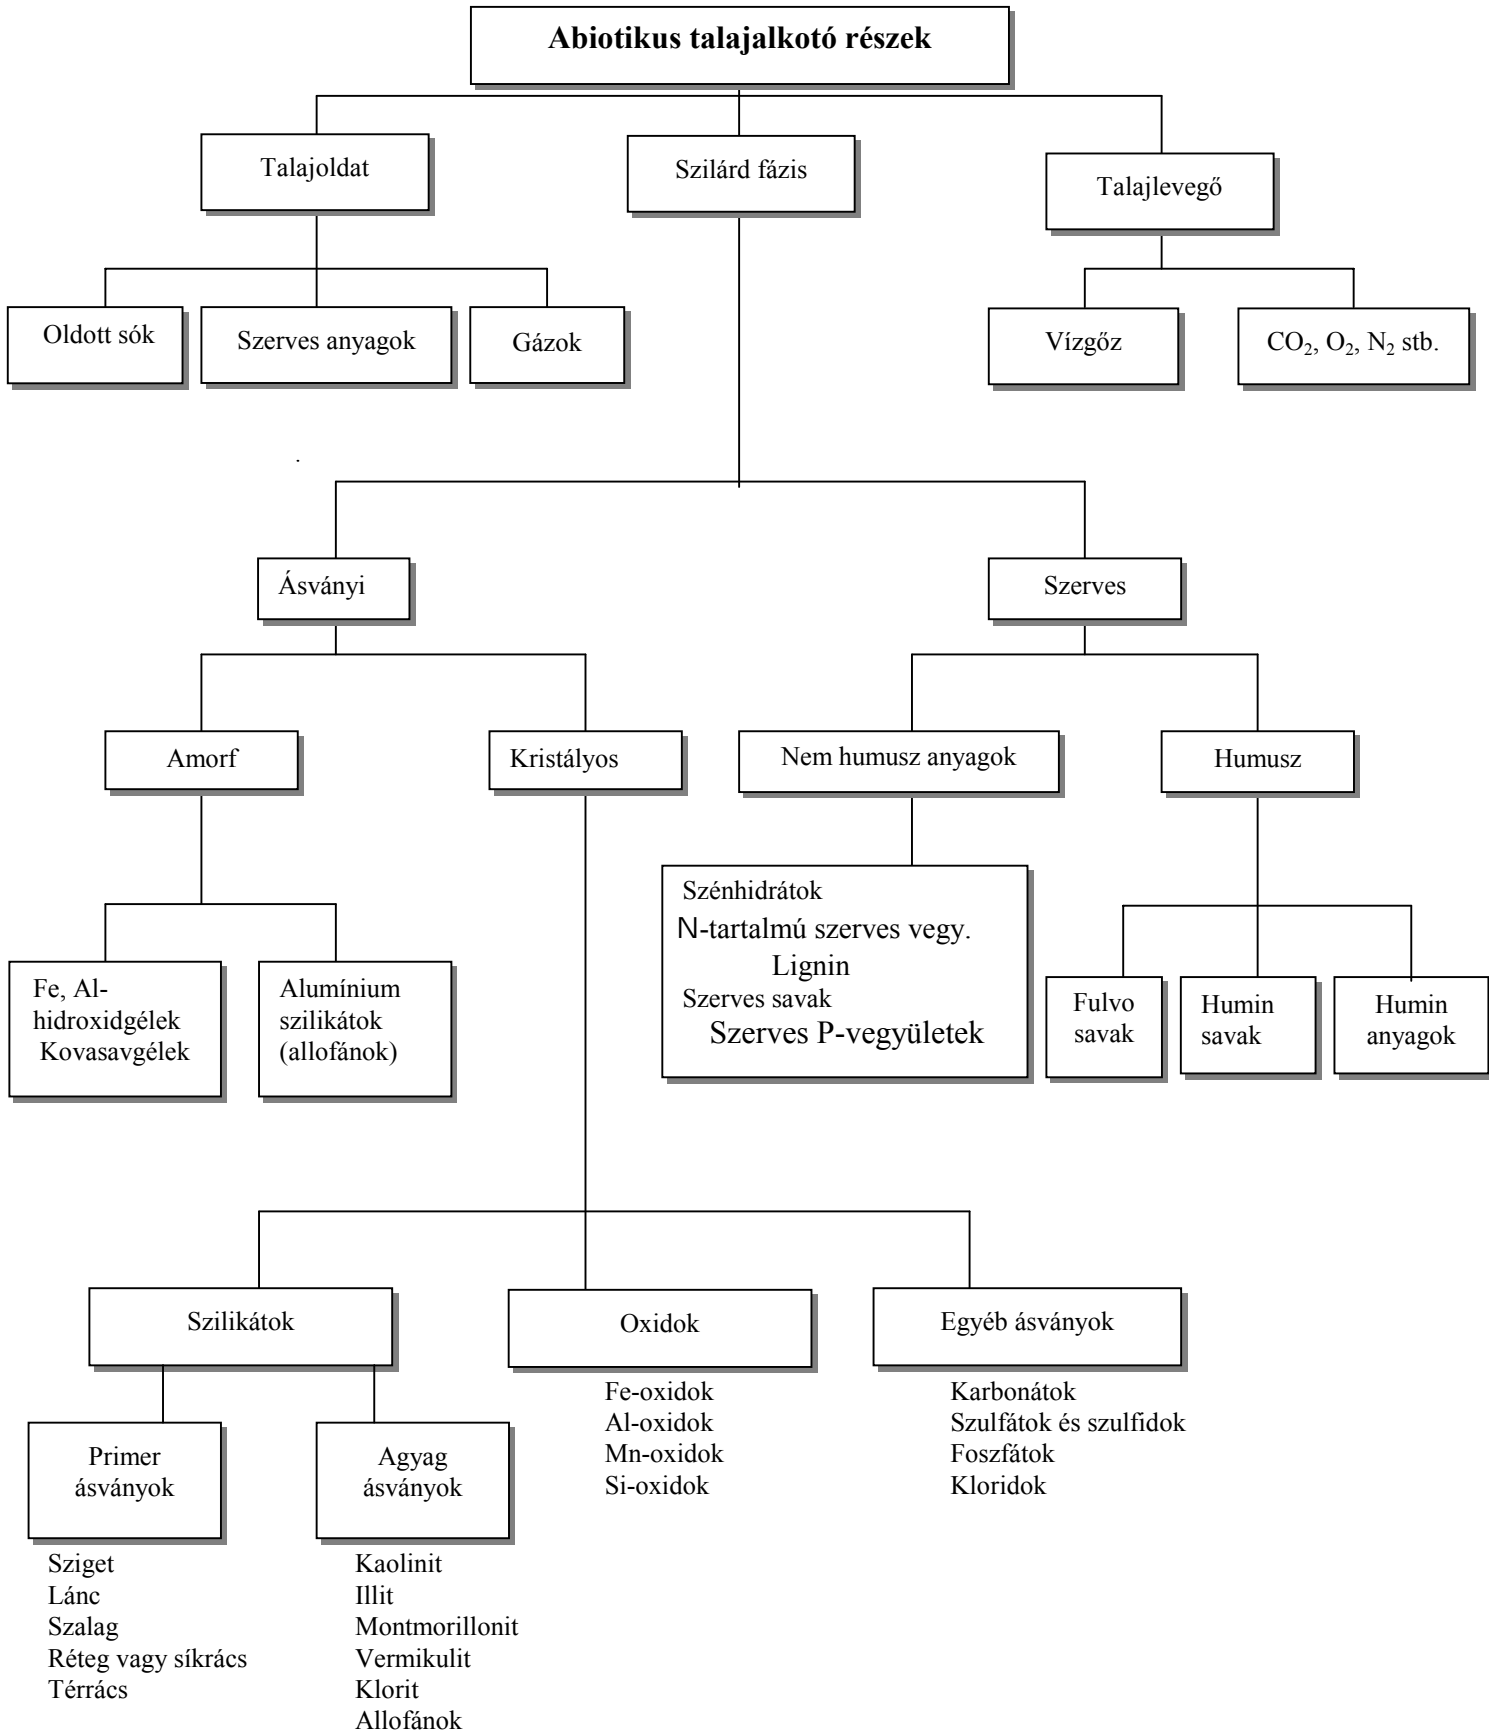 Abiotikus talajalkotó részek
Talajoldat
Szilárd fázis
Talajlevegő
Oldott sók
Szerves anyagok
Gázok
Vízgőz
CO₂, O₂, N₂ stb.
.
Ásványi
Szerves
Amorf
Kristályos
Nem humusz anyagok
Humusz
Fe, Al-
hidroxidgélek
Kovasavgélek
Alumínium
szilikátok
(allofánok)
Szénhidrátok
N-tartalmú szerves vegy.
Lignin
Szerves savak
Szerves P-vegyületek
Fulvo
savak
Humin
savak
Humin
anyagok
Szilikátok
Oxidok
Egyéb ásványok
Fe-oxidok
Al-oxidok
Mn-oxidok
Si-oxidok
Karbonátok
Szulfátok és szulfidok
Foszfátok
Kloridok
Primer
ásványok
Agyag
ásványok
Sziget
Lánc
Szalag
Réteg vagy síkrács
Térrács
Kaolinit
Illit
Montmorillonit
Vermikulit
Klorit
Allofánok